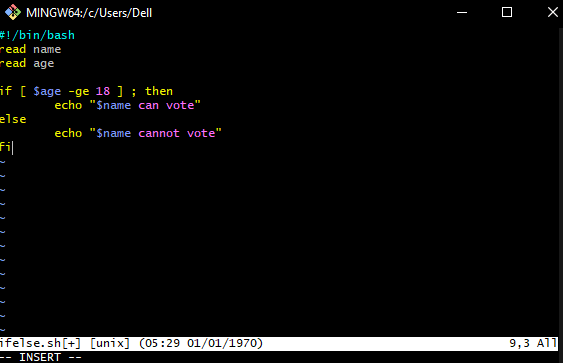 MINGW64:/c/Users/Dell
#!/bin/bash
read name
read age
if [ $age -ge 18 ] ; then
        echo "$name can vote"
else
        echo "$name cannot vote"
fi
~
~
~
~
~
~
~
~
~
~
~
~
~
ifelse.sh[+] [unix] (05:29 01/01/1970) 9,3 All
-- INSERT --